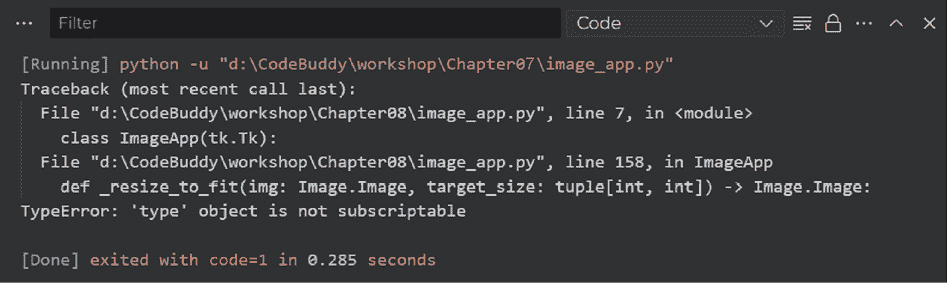 Filter
Code
[Running] python -u "d:\CodeBuddy\workshop\Chapter07\image_app.py"
Traceback (most recent call last):
File "d:\CodeBuddy\workshop\Chapter08\image_app.py", line 7, in <module>
class ImageApp(tk.Tk):
File "d:\CodeBuddy\workshop\Chapter08\image_app.py", line 158, in ImageApp
def _resize_to_fit(img: Image.Image, target_size: tuple[int, int]) -> Image.Image:
TypeError: 'type' object is not subscriptable
[Done] exited with code=1 in 0.285 seconds